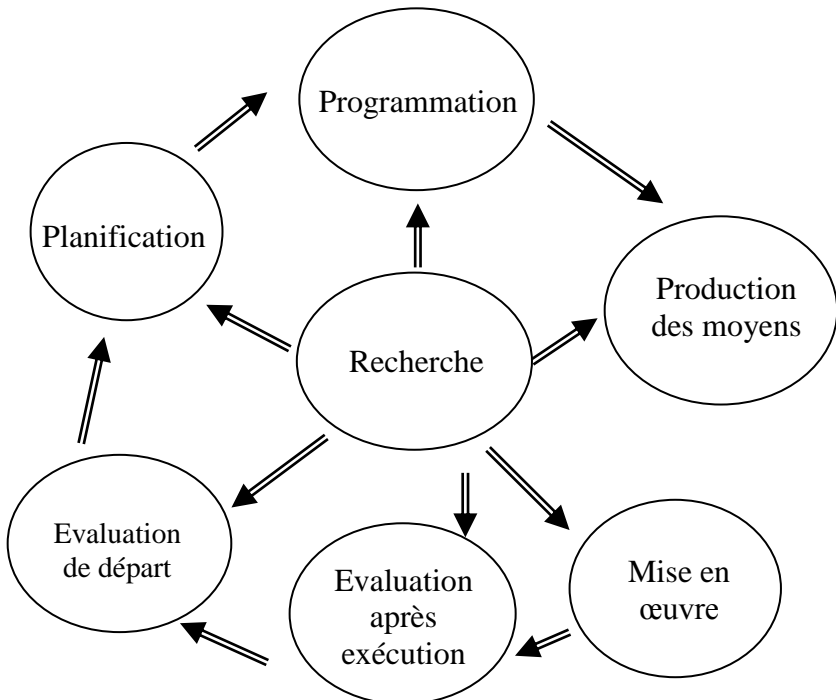 Programmation
Planification
Production
des moyens
Recherche
Evaluation
de départ
Evaluation
après
exécution
Mise en
œuvre